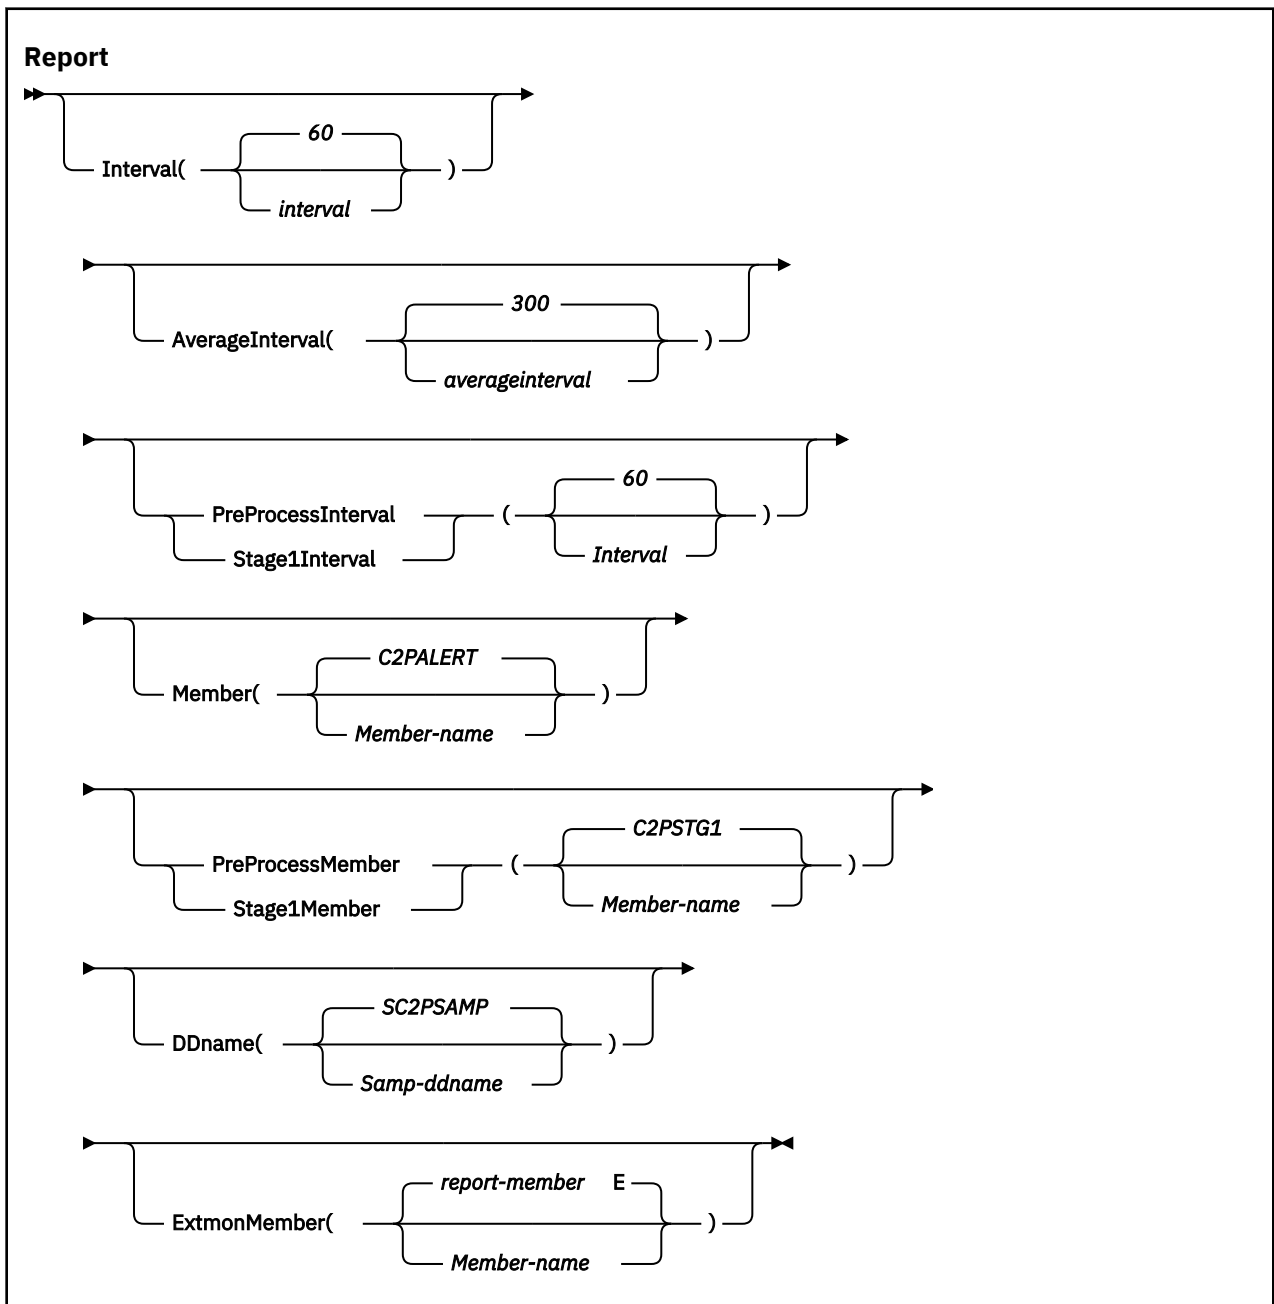 Report
60
Interval( )
interval
300
AverageInterval( )
averageinterval
60
PreProcessInterval ( )
Stage1Interval
Interval
C2PALERT
Member( )
Member-name
C2PSTG1
PreProcessMember ( )
Stage1Member
Member-name
SC2PSAMP
DDname( )
Samp-ddname
report-member E
ExtmonMember( )
Member-name